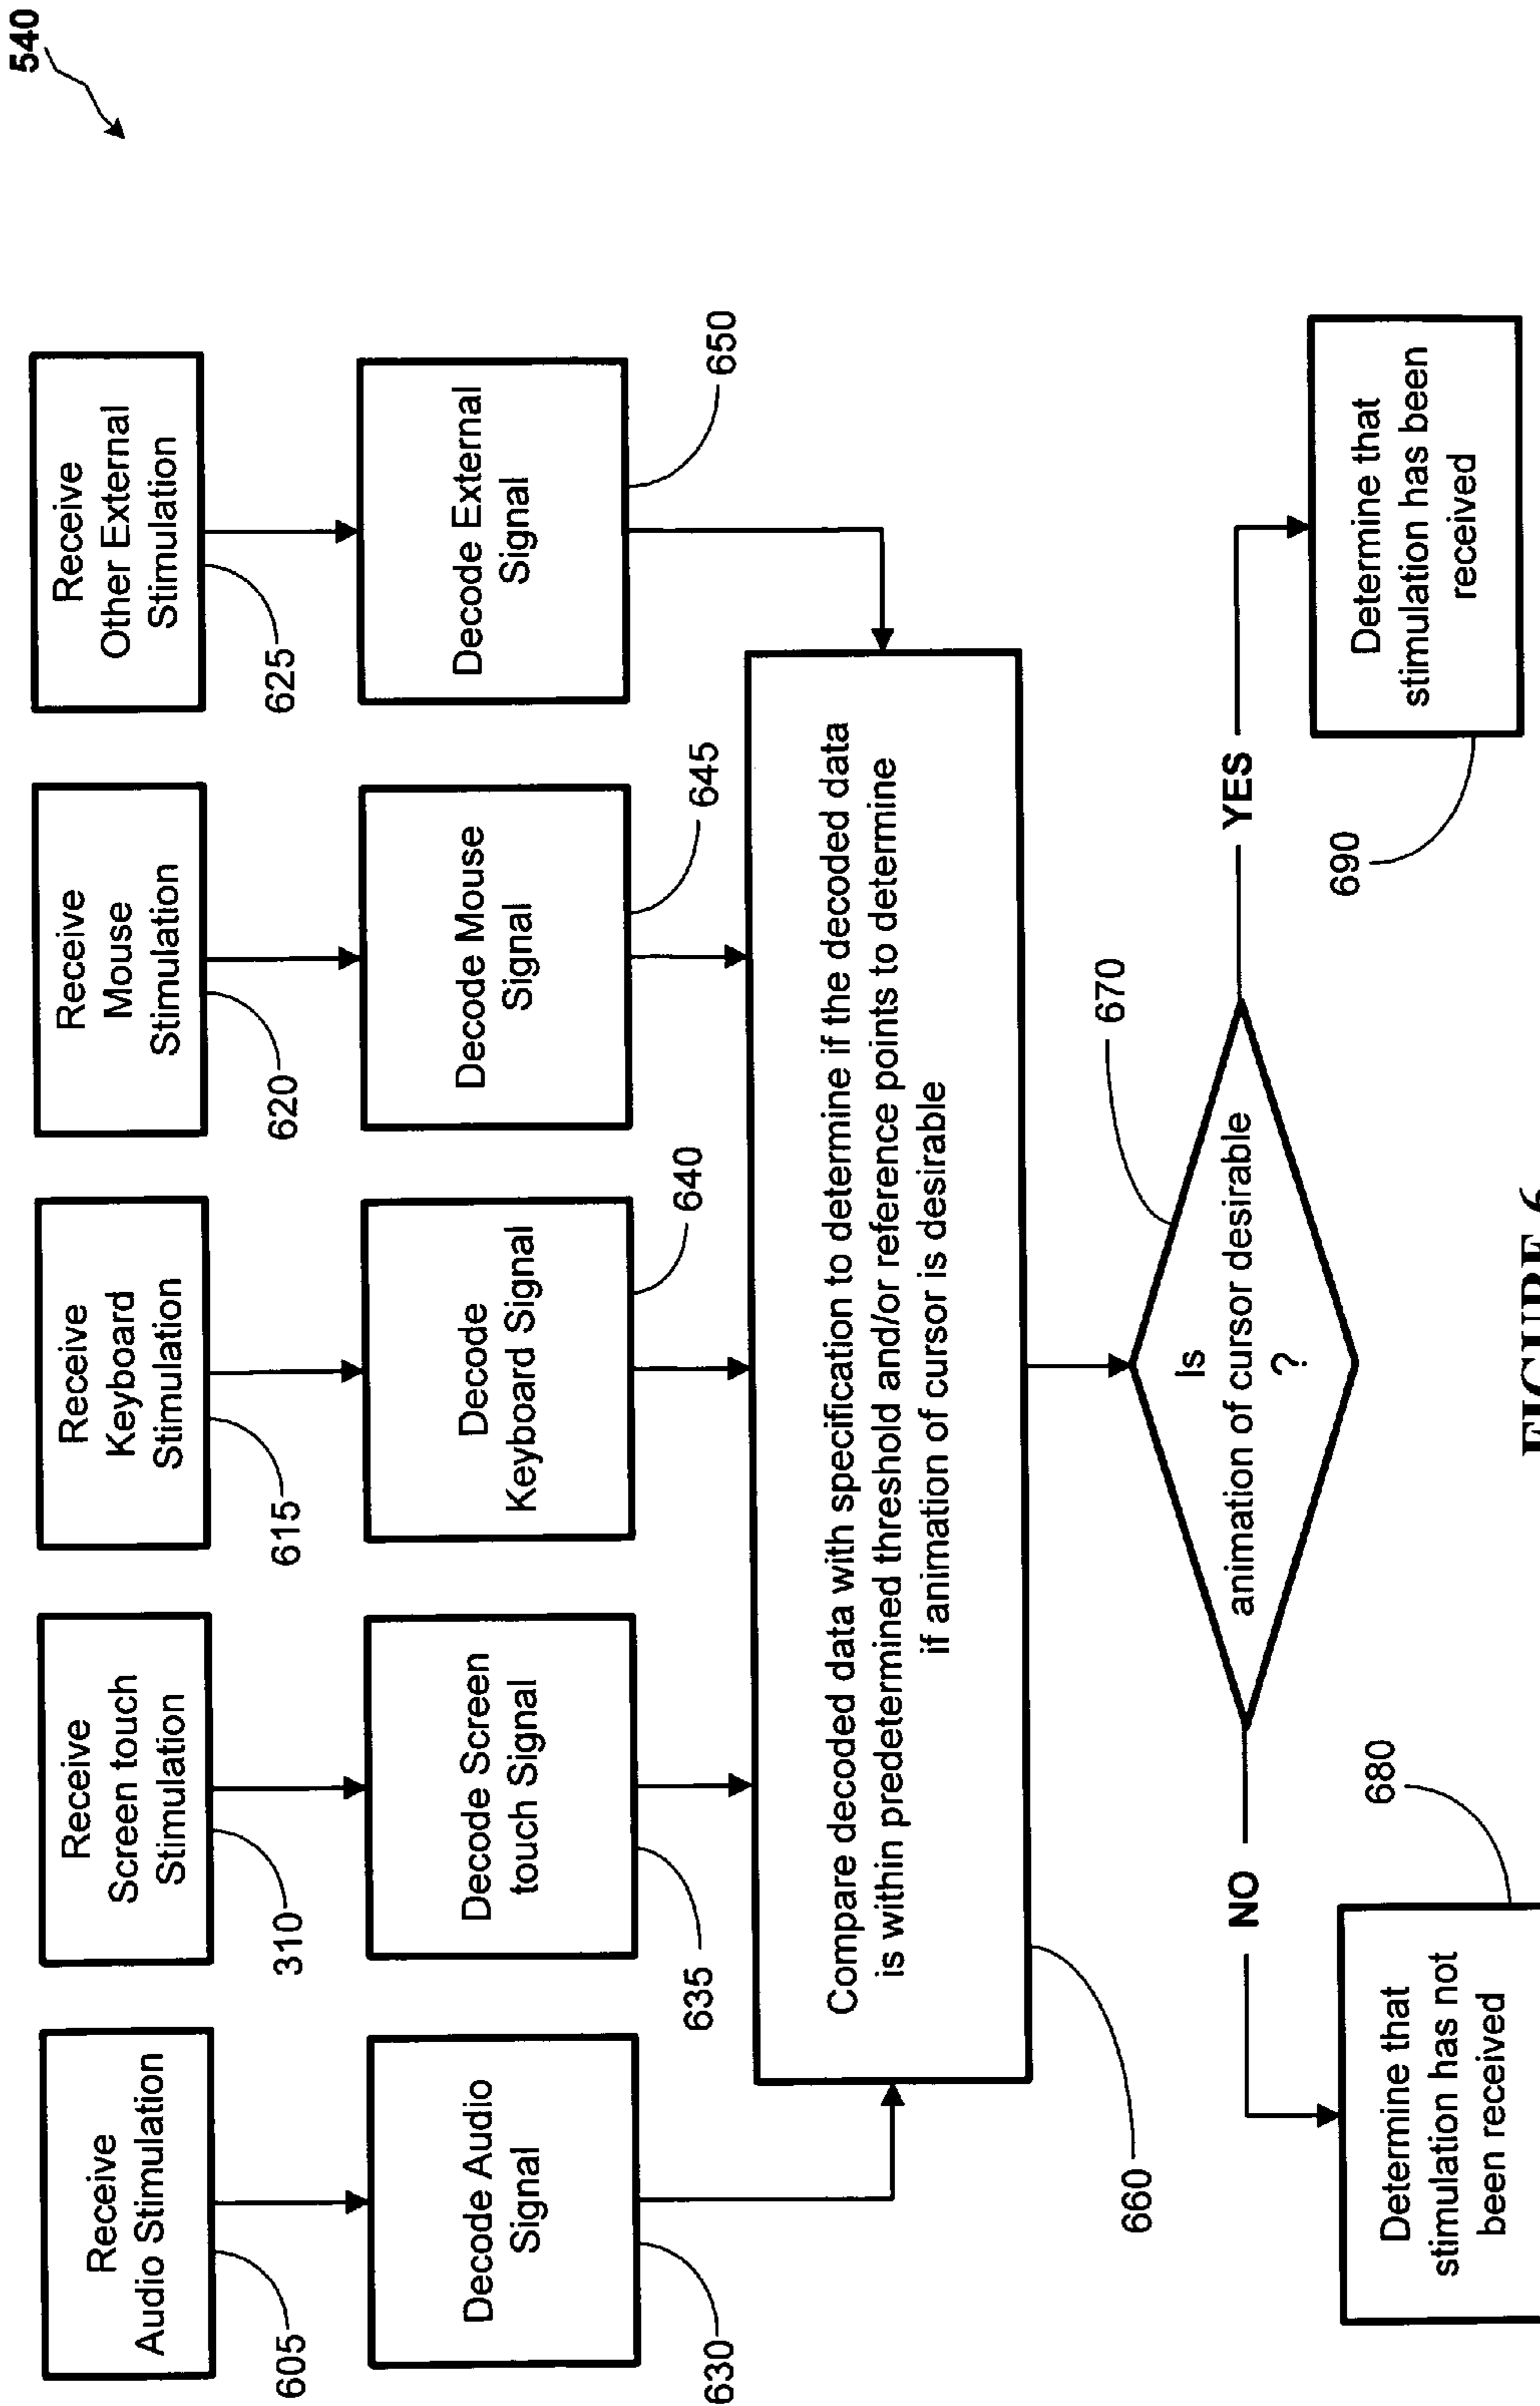 540
Receive
Audio Stimulation
605
Receive
Screen touch
Stimulation
310
Receive
Keyboard
Stimulation
615
Receive
Mouse
Stimulation
620
Receive
Other External
Stimulation
625
Decode Audio
Signal
630
Decode Screen
touch Signal
635
Decode
Keyboard Signal
640
Decode Mouse
Signal
645
Decode External
Signal
650
Compare decoded data with specification to determine if the decoded data
is within predetermined threshold and/or reference points to determine
if animation of cursor is desirable
660
Is
animation of cursor desirable
?
670
NO
YES
Determine that
stimulation has not
been received
680
Determine that
stimulation has been
received
690
FIGURE 6